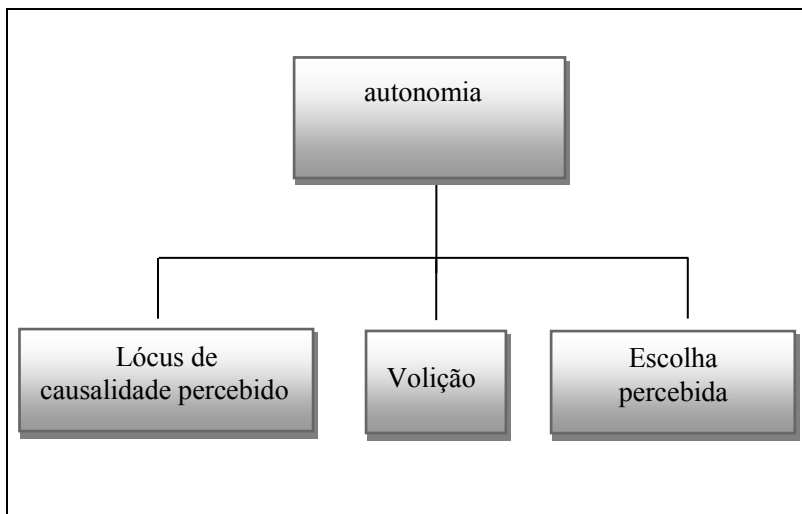 autonomia
Lócus de
causalidade percebido
Volição
Escolha
percebida